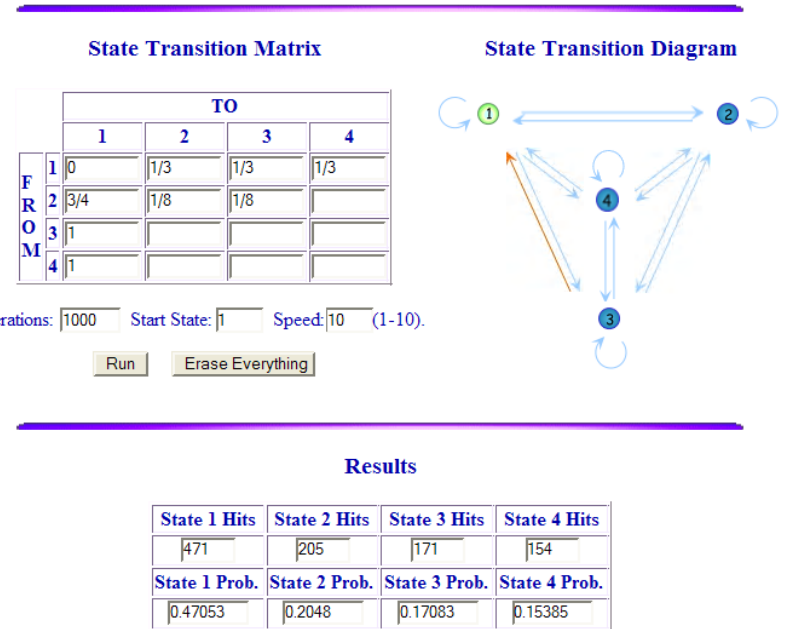 State Transition Matrix
State Transition Diagram
TO
1 2 3 4
FROM
1 0 1/3 1/3 1/3
2 3/4 1/8 1/8
3 1
4 1
1
2
4
3
rations: 1000 Start State: 1 Speed: 10 (1-10).
Run Erase Everything
Results
State 1 Hits State 2 Hits State 3 Hits State 4 Hits
471 205 171 154
State 1 Prob. State 2 Prob. State 3 Prob. State 4 Prob.
0.47053 0.2048 0.17083 0.15385